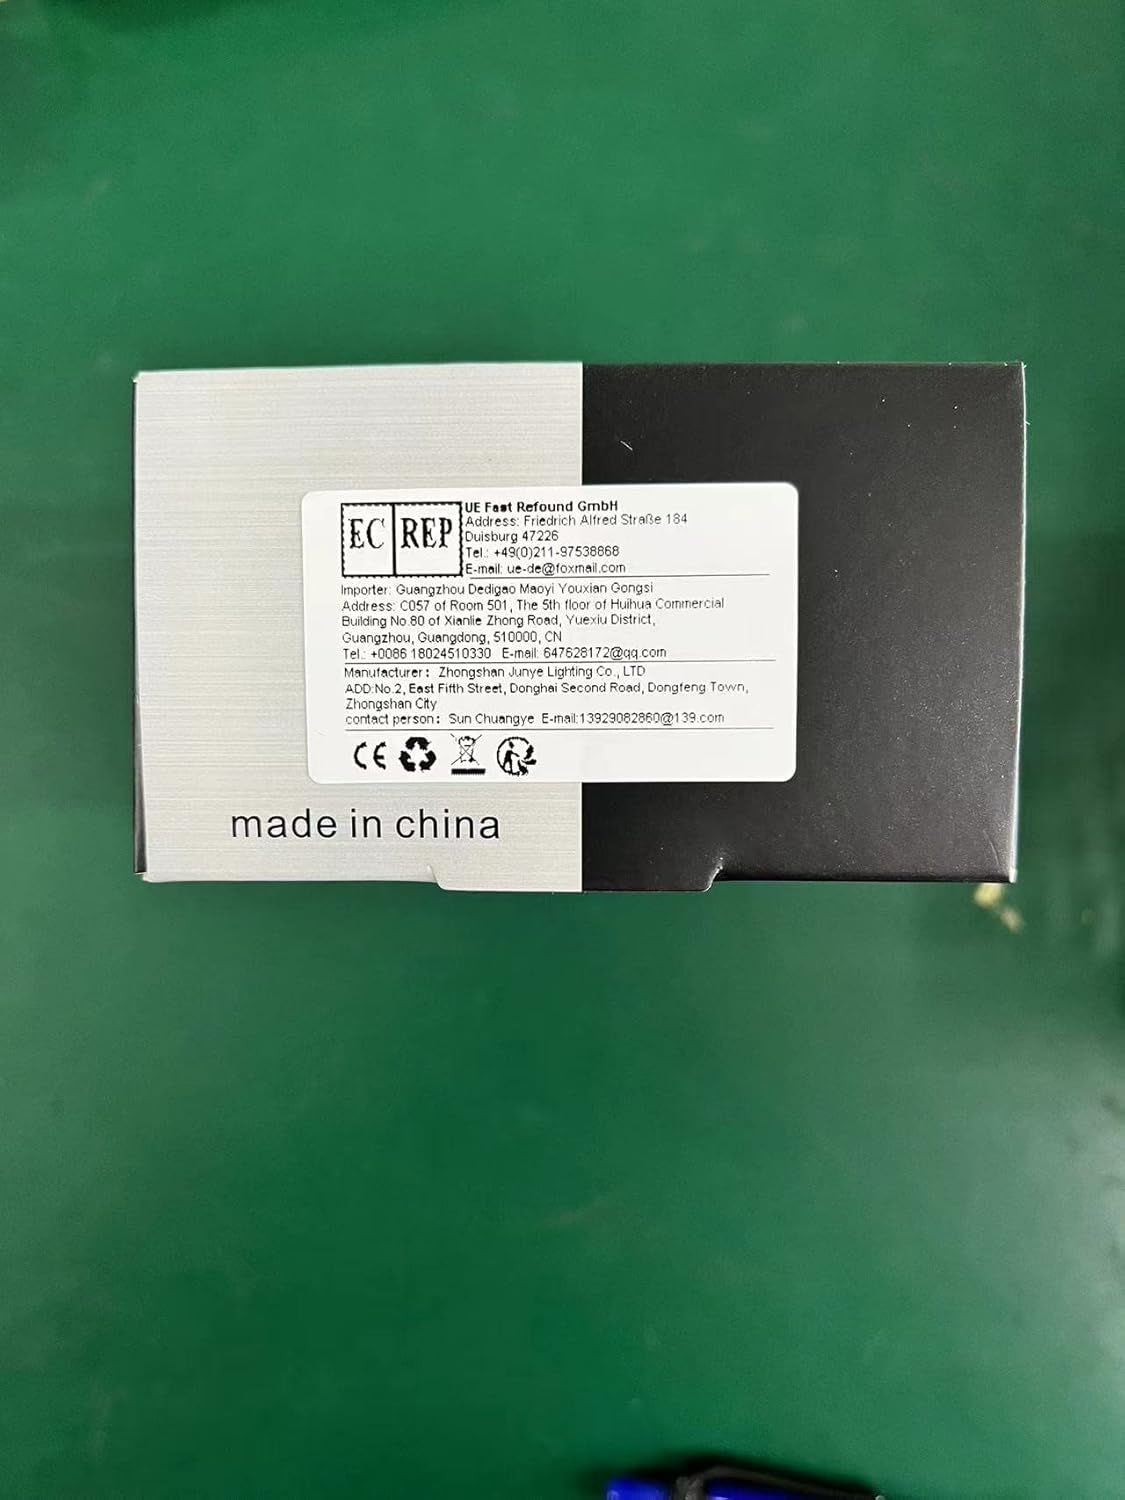 EC REP
UE Fast Refound GmbH
Address: Friedrich Alfred Straße 184
Duisburg 47226
Tel.: +49(0)211-97538868
E-mail: ue-de@foxmail.com
Importer: Guangzhou Dedigao Maoyi Youxian Gongsi
Address: C057 of Room 501, The 5th floor of Huihua Commercial
Building No.80 of Xianlie Zhong Road, Yuexiu District,
Guangzhou, Guangdong, 510000, CN
Tel.: +0086 18024510330 E-mail: 647628172@qq.com
Manufacturer: Zhongshan Junye Lighting Co., LTD
ADD:No.2, East Fifth Street, Donghai Second Road, Dongfeng Town,
Zhongshan City
contact person: Sun Chuangye E-mail:13929082860@139.com
CE
made in china